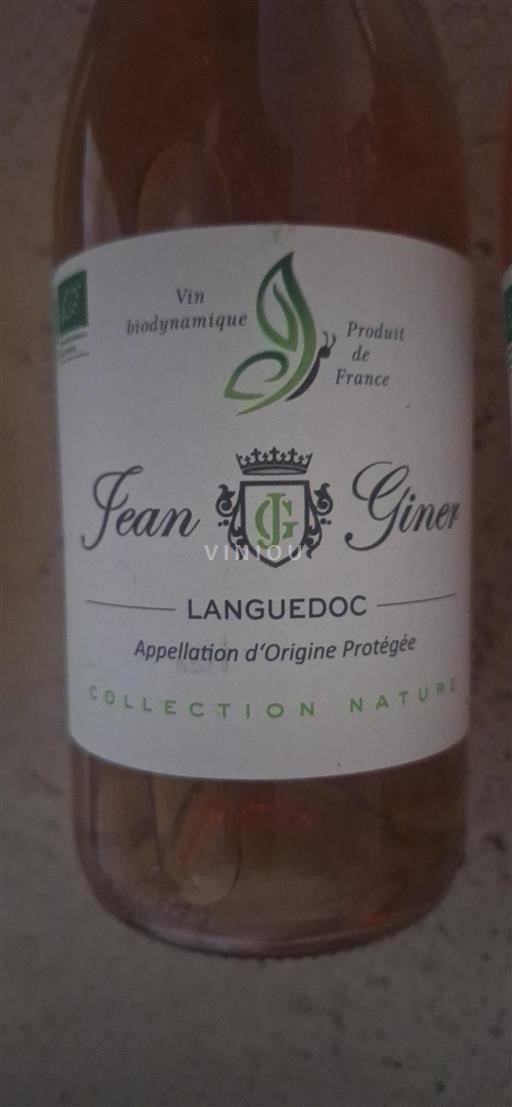 Vin
biodynamique
Produit
de
France
Jean JG Giner
VINIOU
LANGUEDOC
Appellation d'Origine Protégée
COLLECTION NATURE